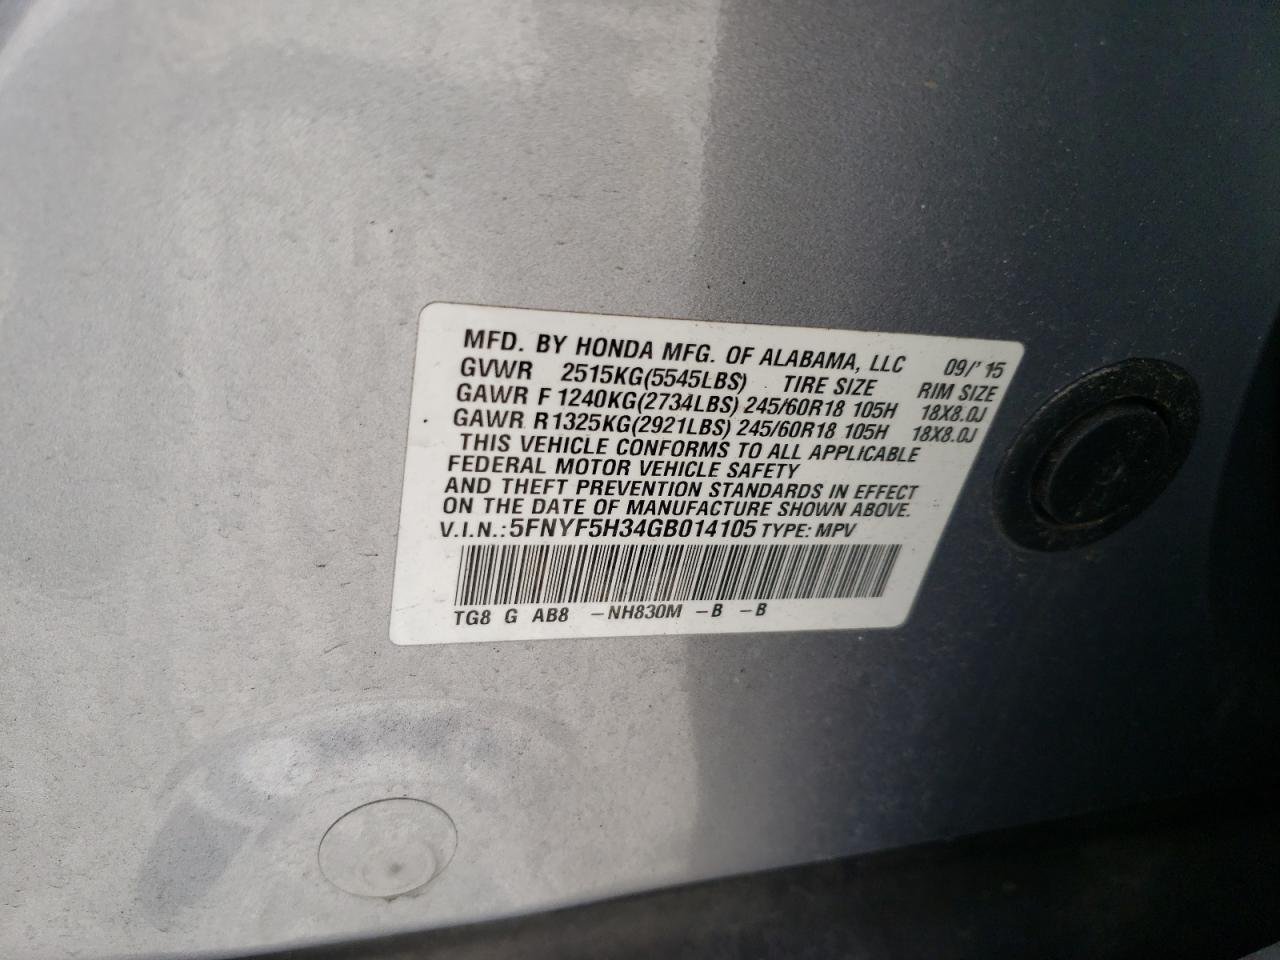 MFD. BY HONDA MFG. OF ALABAMA, LLC 09/'15
GVWR 2515KG(5545LBS) TIRE SIZE RIM SIZE
GAWR F 1240KG(2734LBS) 245/60R18 105H 18X8.0J
GAWR R 1325KG(2921LBS) 245/60R18 105H 18X8.0J
THIS VEHICLE CONFORMS TO ALL APPLICABLE
FEDERAL MOTOR VEHICLE SAFETY
AND THEFT PREVENTION STANDARDS IN EFFECT
ON THE DATE OF MANUFACTURE SHOWN ABOVE.
V.I.N.: 5FNYF5H34GB014105 TYPE: MPV
TG8 G AB8 –NH830M –B –B